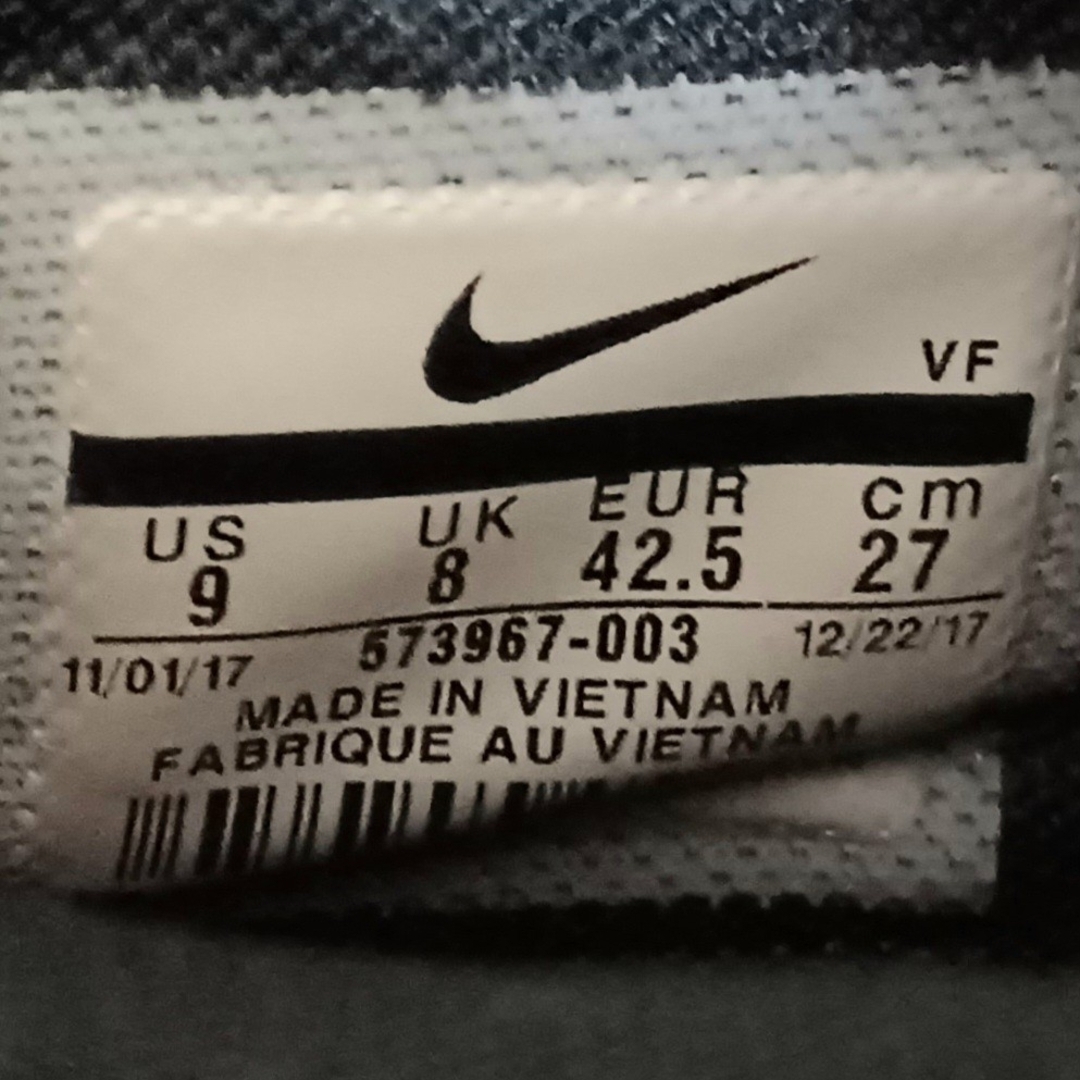 VF
US UK EUR cm
9 8 42.5 27
11/01/17 573967-003 12/22/17
MADE IN VIETNAM
FABRIQUE AU VIETNAM